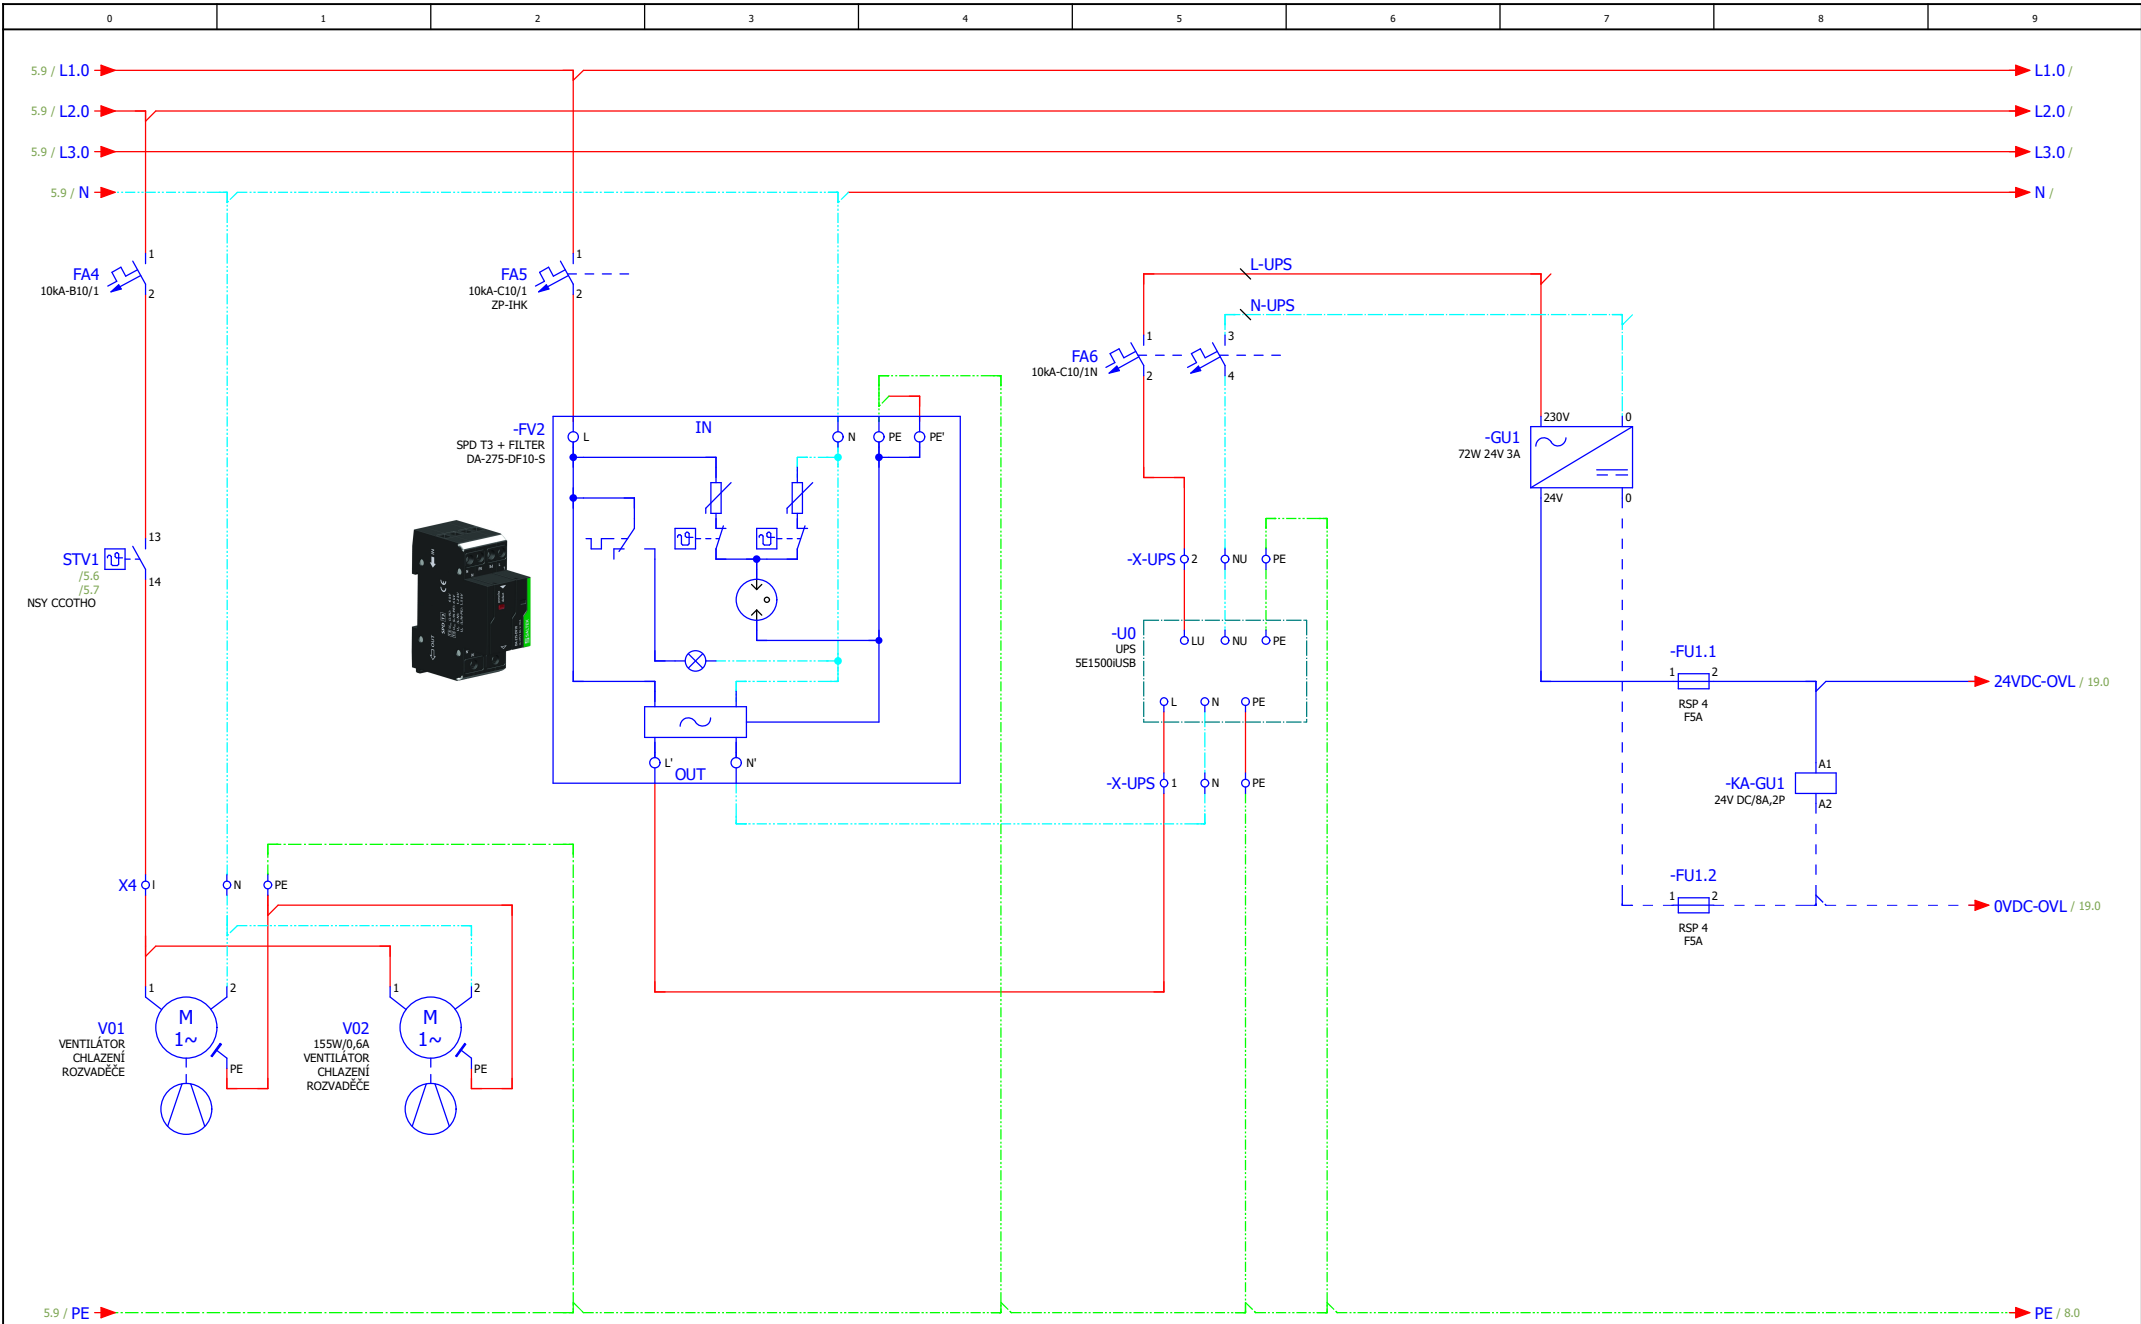 0 1 2 3 4 5 6 7 8 9
5.9 / L1.0 L1.0 /
5.9 / L2.0 L2.0 /
5.9 / L3.0 L3.0 /
5.9 / N N /
FA4
10kA-B10/1
1
2
FA5
10kA-C10/1
ZP-IHK
1
2
L-UPS
N-UPS
FA6
10kA-C10/1N
1
2
3
4
-FV2
SPD T3 + FILTER
DA-275-DF10-S
IN
L N PE PE'
L' N'
OUT
-GU1
72W 24V 3A
230V 0
24V 0
STV1
/5.6
/5.7
NSY CCOTHO
13
14
-X-UPS 2 NU PE
-U0
UPS
5E1500iUSB
LU NU PE
L N PE
-X-UPS 1 N PE
-FU1.1
1 2
RSP 4
F5A
24VDC-OVL / 19.0
-KA-GU1
24V DC/8A,2P
A1
A2
-FU1.2
1 2
RSP 4
F5A
0VDC-OVL / 19.0
X4 I N PE
1 2
M
1~
PE
V01
VENTILÁTOR
CHLAZENÍ
ROZVADĚČE
1 2
M
1~
PE
V02
155W/0,6A
VENTILÁTOR
CHLAZENÍ
ROZVADĚČE
5.9 / PE PE / 8.0